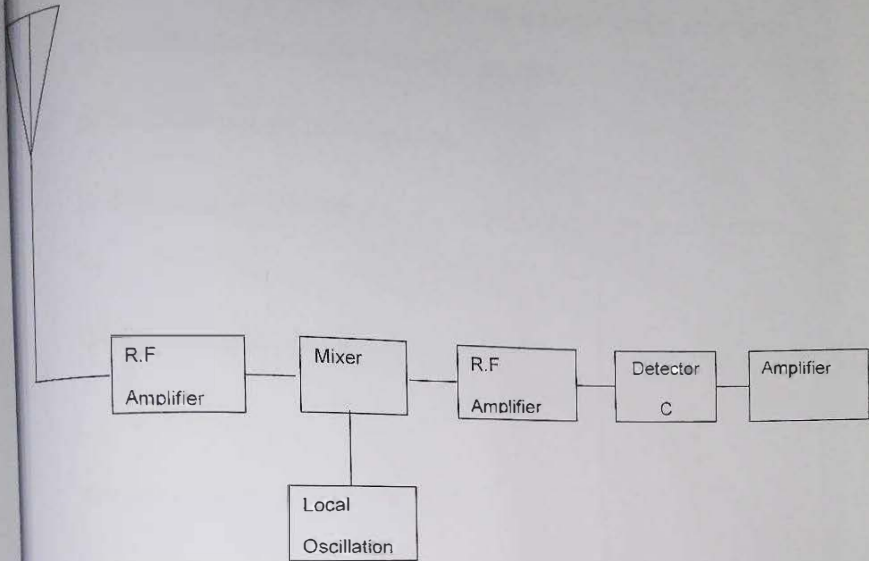 R.F
Amplifier
Mixer
R.F
Amplifier
Detector
C
Amplifier
Local
Oscillation